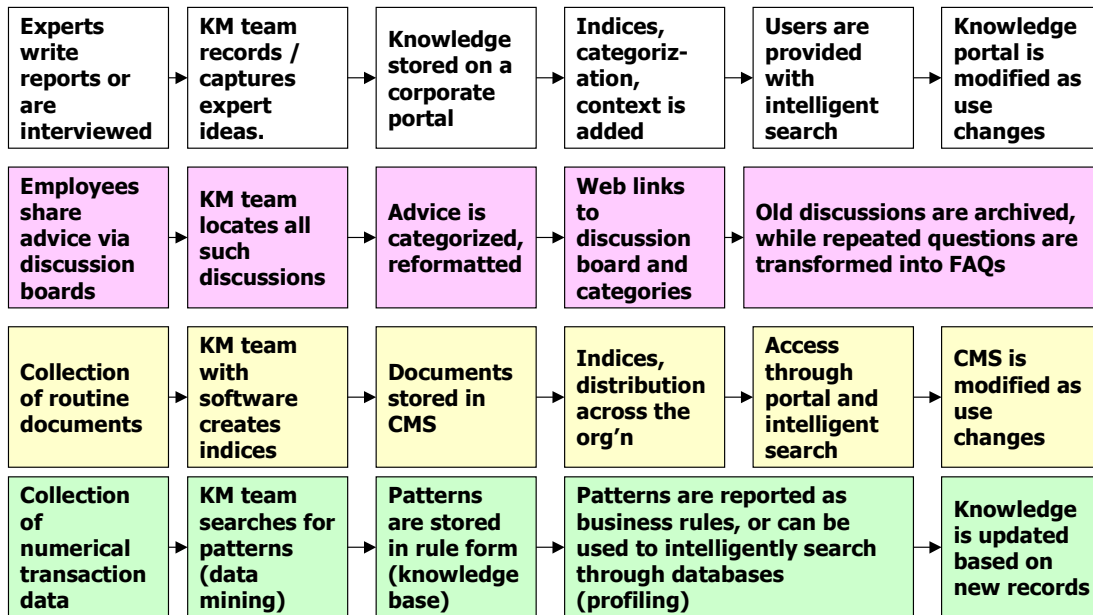 Experts
write
reports or
are
interviewed
KM team
records /
captures
expert
ideas.
Knowledge
stored on a
corporate
portal
Indices,
categoriz-
ation,
context is
added
Users are
provided
with
intelligent
search
Knowledge
portal is
modified as
use
changes
Employees
share
advice via
discussion
boards
KM team
locates all
such
discussions
Advice is
categorized,
reformatted
Web links
to
discussion
board and
categories
Old discussions are archived,
while repeated questions are
transformed into FAQs
Collection
of routine
documents
KM team
with
software
creates
indices
Documents
stored in
CMS
Indices,
distribution
across the
org'n
Access
through
portal and
intelligent
search
CMS is
modified as
use
changes
Collection
of
numerical
transaction
data
KM team
searches for
patterns
(data
mining)
Patterns
are stored
in rule form
(knowledge
base)
Patterns are reported as
business rules, or can be
used to intelligently search
through databases
(profiling)
Knowledge
is updated
based on
new records